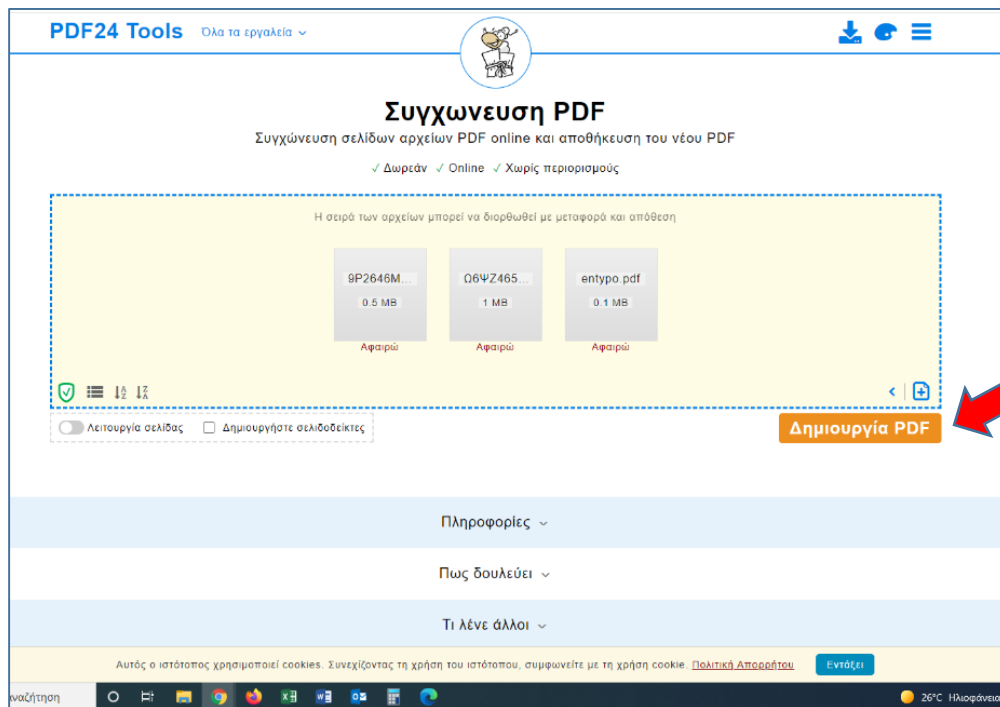 PDF24 Tools Όλα τα εργαλεία
Συγχωνευση PDF
Συγχώνευση σελίδων αρχείων PDF online και αποθήκευση του νέου PDF
✓ Δωρεάν ✓ Online ✓ Χωρίς περιορισμούς
Η σειρά των αρχείων μπορεί να διορθωθεί με μεταφορά και απόθεση
9P2646M... Ω6ΨZ465... entypo.pdf
0.5 MB 1 MB 0.1 MB
Αφαιρώ Αφαιρώ Αφαιρώ
Λειτουργία σελίδας Δημιουργήστε σελιδοδείκτες
Δημιουργία PDF
Πληροφορίες
Πως δουλεύει
Τι λένε άλλοι
Αυτός ο ιστότοπος χρησιμοποιεί cookies. Συνεχίζοντας τη χρήση του ιστότοπου, συμφωνείτε με τη χρήση cookie. Πολιτική Απορρήτου Εντάξει
ναζήτηση 26°C Ηλιοφάνεια